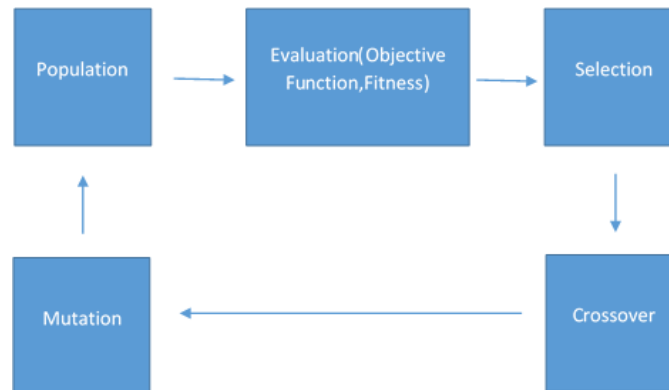 Population
Evaluation(Objective
Function,Fitness)
Selection
Mutation
Crossover